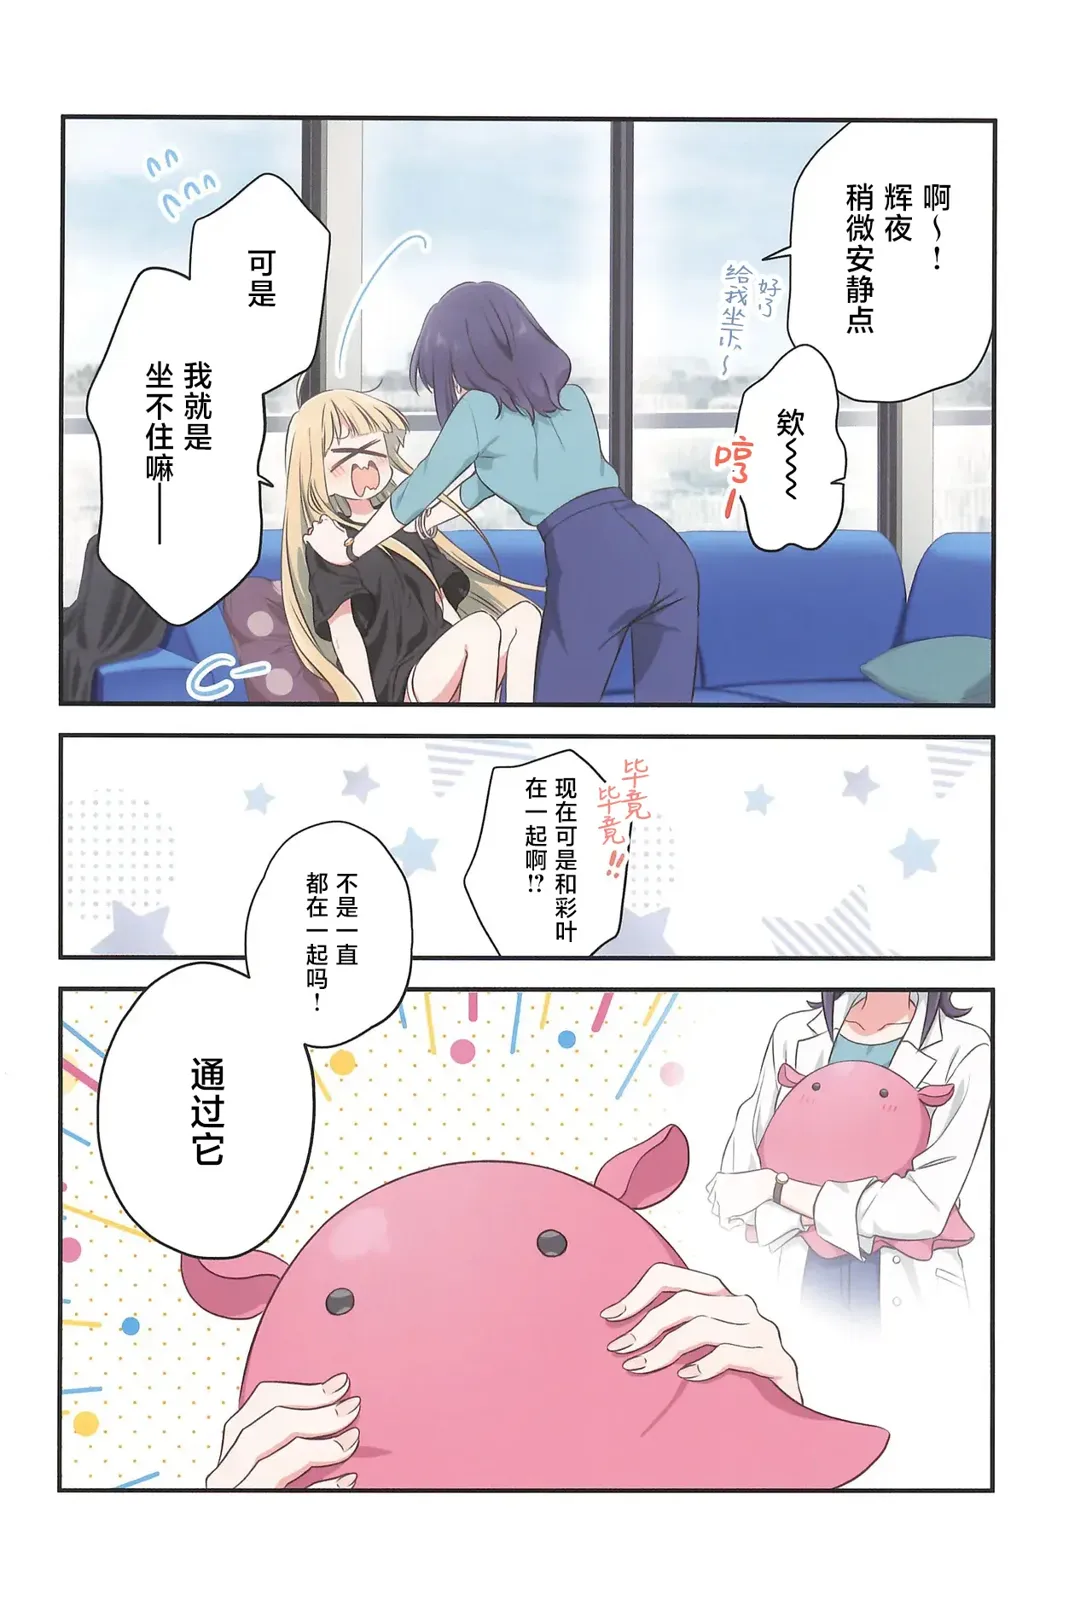 啊～！
辉夜
稍微安静点
好了
给我坐下～
欸～～～
哼ー
可是
我就是
坐不住嘛——
毕竟
毕竟!!
现在可是和彩叶
在一起啊!?
不是一直
都在一起吗！
通过它